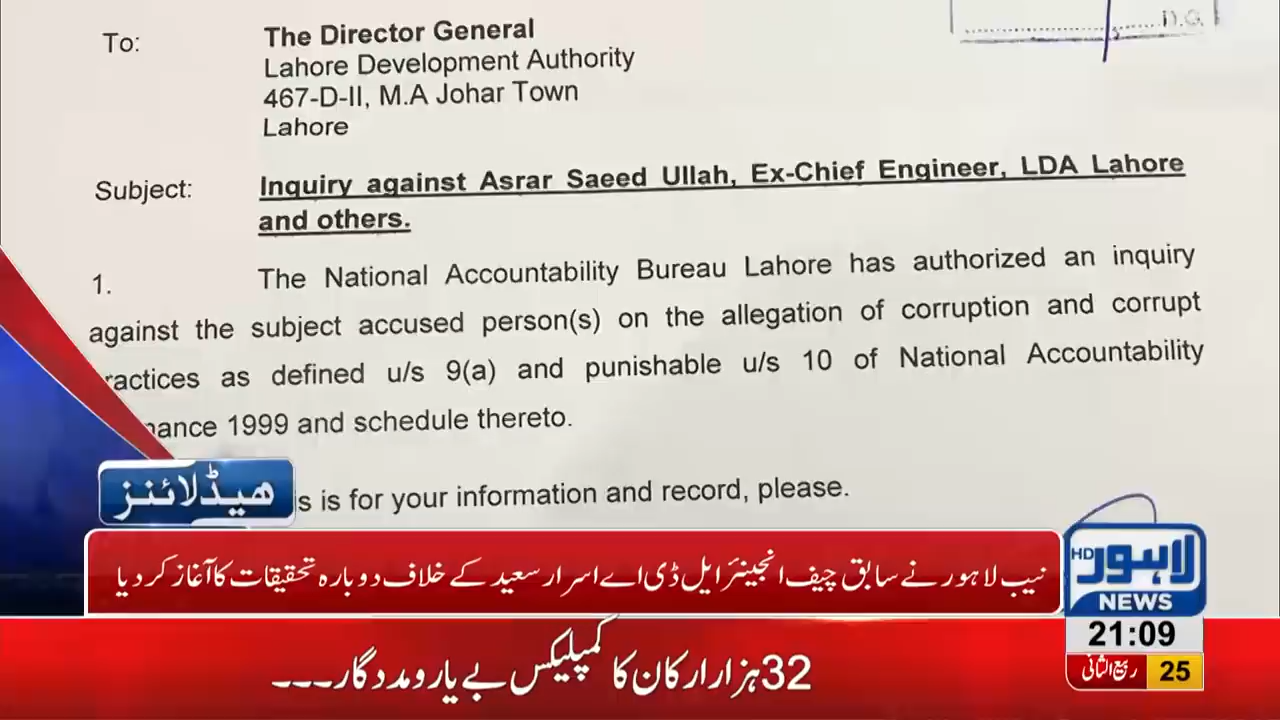 D.G.
To:
The Director General
Lahore Development Authority
467-D-II, M.A Johar Town
Lahore
Subject:
Inquiry against Asrar Saeed Ullah, Ex-Chief Engineer, LDA Lahore
and others.
1. The National Accountability Bureau Lahore has authorized an inquiry
against the subject accused person(s) on the allegation of corruption and corrupt
ractices as defined u/s 9(a) and punishable u/s 10 of National Accountability
nance 1999 and schedule thereto.
s is for your information and record, please.
ھیڈلائنز
نیب لاہور نے سابق چیف انجینئر ایل ڈی اے اسرار سعید کے خلاف دوبارہ تحقیقات کا آغاز کر دیا
32 ہزار ارکان کا کمپلیکس بے یار و مددگار ۔۔۔
لاہور HD
NEWS
21:09
25 ربیع الثانی